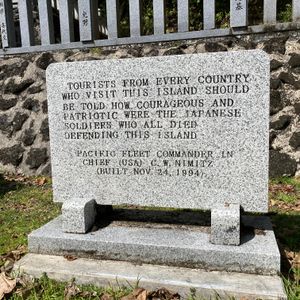 TOURISTS FROM EVERY COUNTRY
WHO VISIT THIS ISLAND SHOULD
BE TOLD HOW COURAGEOUS AND
PATRIOTIC WERE THE JAPANESE
SOLDIERS WHO ALL DIED
DEFENDING THIS ISLAND
PACIFIC FLEET COMMANDER IN
CHIEF (USA) C.W.NIMITZ
(BUILT NOV 24, 1994)